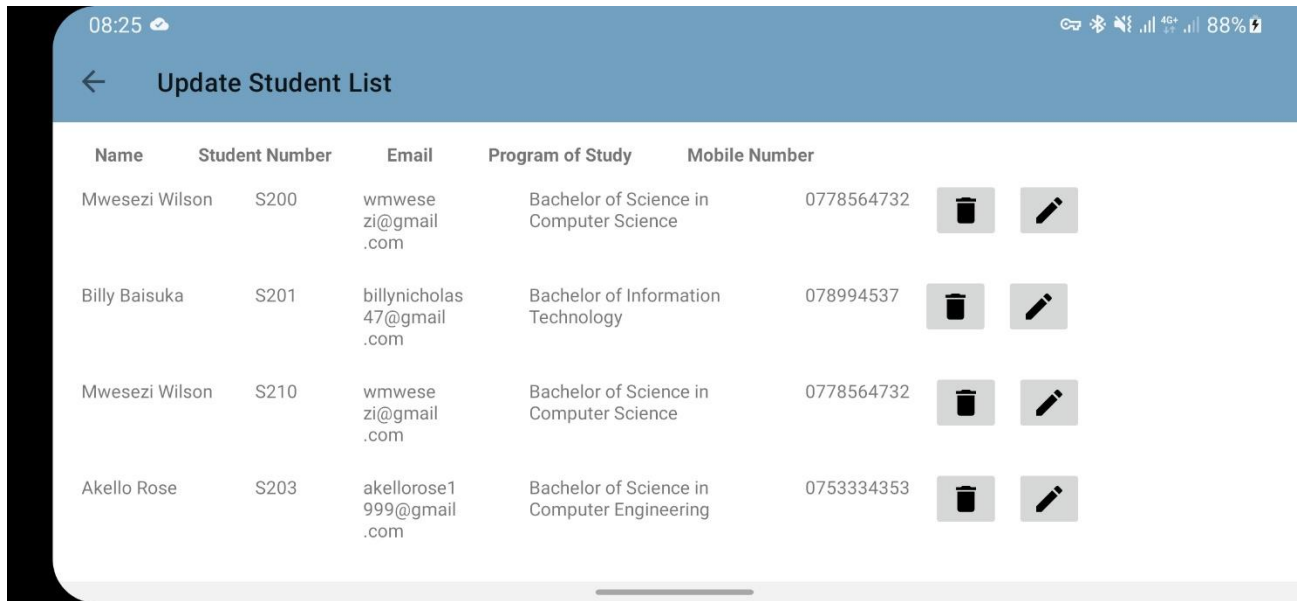 08:25 4G+ 88%
Update Student List
Name Student Number Email Program of Study Mobile Number
Mwesezi Wilson S200 wmwese Bachelor of Science in 0778564732
zi@gmail Computer Science
.com
Billy Baisuka S201 billynicholas Bachelor of Information 078994537
47@gmail Technology
.com
Mwesezi Wilson S210 wmwese Bachelor of Science in 0778564732
zi@gmail Computer Science
.com
Akello Rose S203 akellorose1 Bachelor of Science in 0753334353
999@gmail Computer Engineering
.com